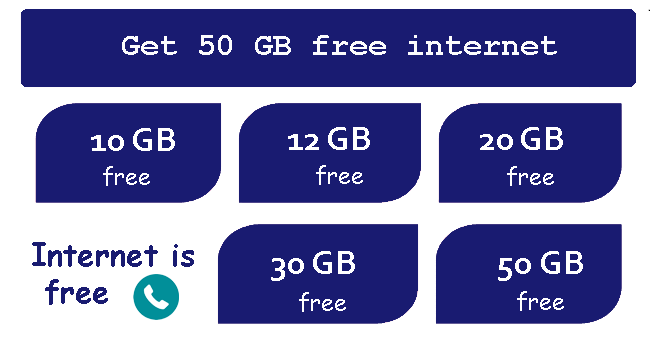 Get 50 GB free internet
10 GB
free
12 GB
free
20 GB
free
Internet is
free
30 GB
free
50 GB
free